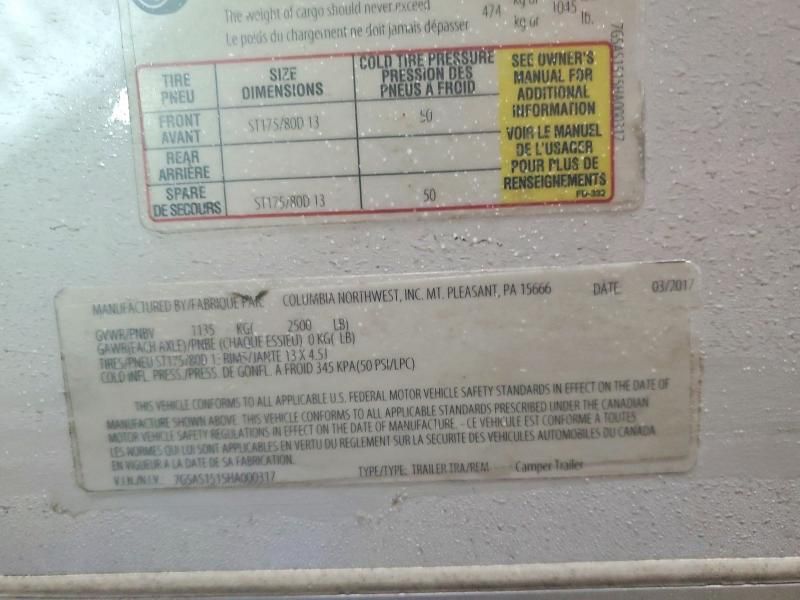 The weight of cargo should never exceed 474 kg or 1045 lb.
Le poids du chargement ne doit jamais dépasser kg or
TIRE PNEU
SIZE DIMENSIONS
COLD TIRE PRESSURE PRESSION DES PNEUS A FROID
SEE OWNER'S
MANUAL FOR
ADDITIONAL
INFORMATION
VOIR LE MANUEL
DE L'USAGER
POUR PLUS DE
RENSEIGNEMENTS
FRONT AVANT ST175/80D 13 50
REAR ARRIÈRE
SPARE DE SECOURS ST175/80D 13 50
7GSAS1515HA000317
MANUFACTURED BY/FABRIQUE PAR COLUMBIA NORTHWEST, INC. MT. PLEASANT, PA 15666 DATE 03/2017
GVWR/PNBV 1135 KG( 2500 LB)
GAWR(EACH AXLE)/PNBE (CHAQUE ESSIEU) 0 KG( LB)
TIRES/PNEU ST175/80D 13 RIMS/JANTE 13 X 4.5J
COLD INFL. PRESS./PRESS. DE GONFL. A FROID 345 KPA(50 PSI/LPC)
THIS VEHICLE CONFORMS TO ALL APPLICABLE U.S. FEDERAL MOTOR VEHICLE SAFETY STANDARDS IN EFFECT ON THE DATE OF
MANUFACTURE SHOWN ABOVE. THIS VEHICLE CONFORMS TO ALL APPLICABLE STANDARDS PRESCRIBED UNDER THE CANADIAN
MOTOR VEHICLE SAFETY REGULATIONS IN EFFECT ON THE DATE OF MANUFACTURE. - CE VEHICULE EST CONFORME A TOUTES
LES NORMES QUI LUI SONT APPLICABLES EN VERTU DU REGLEMENT SUR LA SECURITE DES VEHICULES AUTOMOBILES DU CANADA
EN VIGUEUR A LA DATE DE SA FABRICATION.
V.I.N./N.I.V. 7GSAS1515HA000317 TYPE/TYPE: TRAILER TRA/REM Camper Trailer